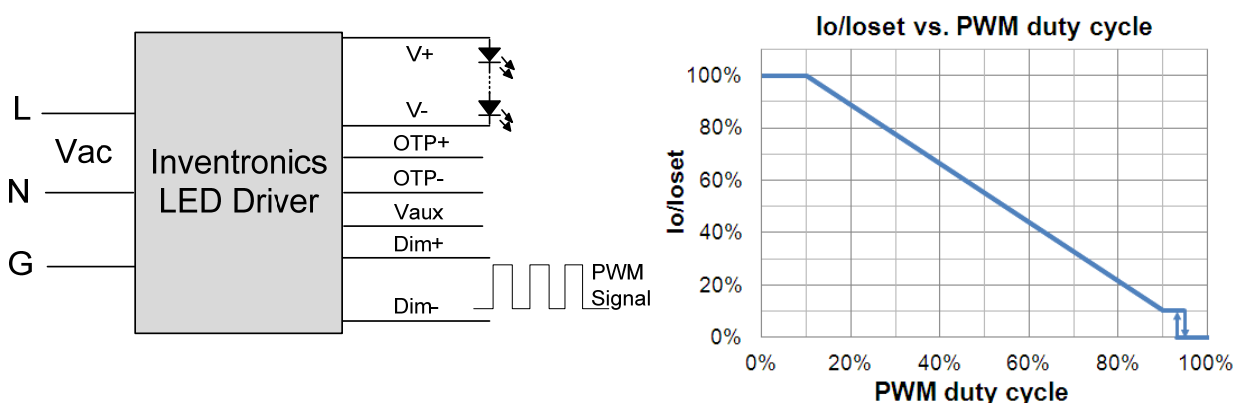 L
Vac
N
G
Inventronics
LED Driver
V+
V-
OTP+
OTP-
Vaux
Dim+
Dim-
PWM
Signal
Io/Ioset vs. PWM duty cycle
Io/Ioset
100%
80%
60%
40%
20%
0%
0% 20% 40% 60% 80% 100%
PWM duty cycle